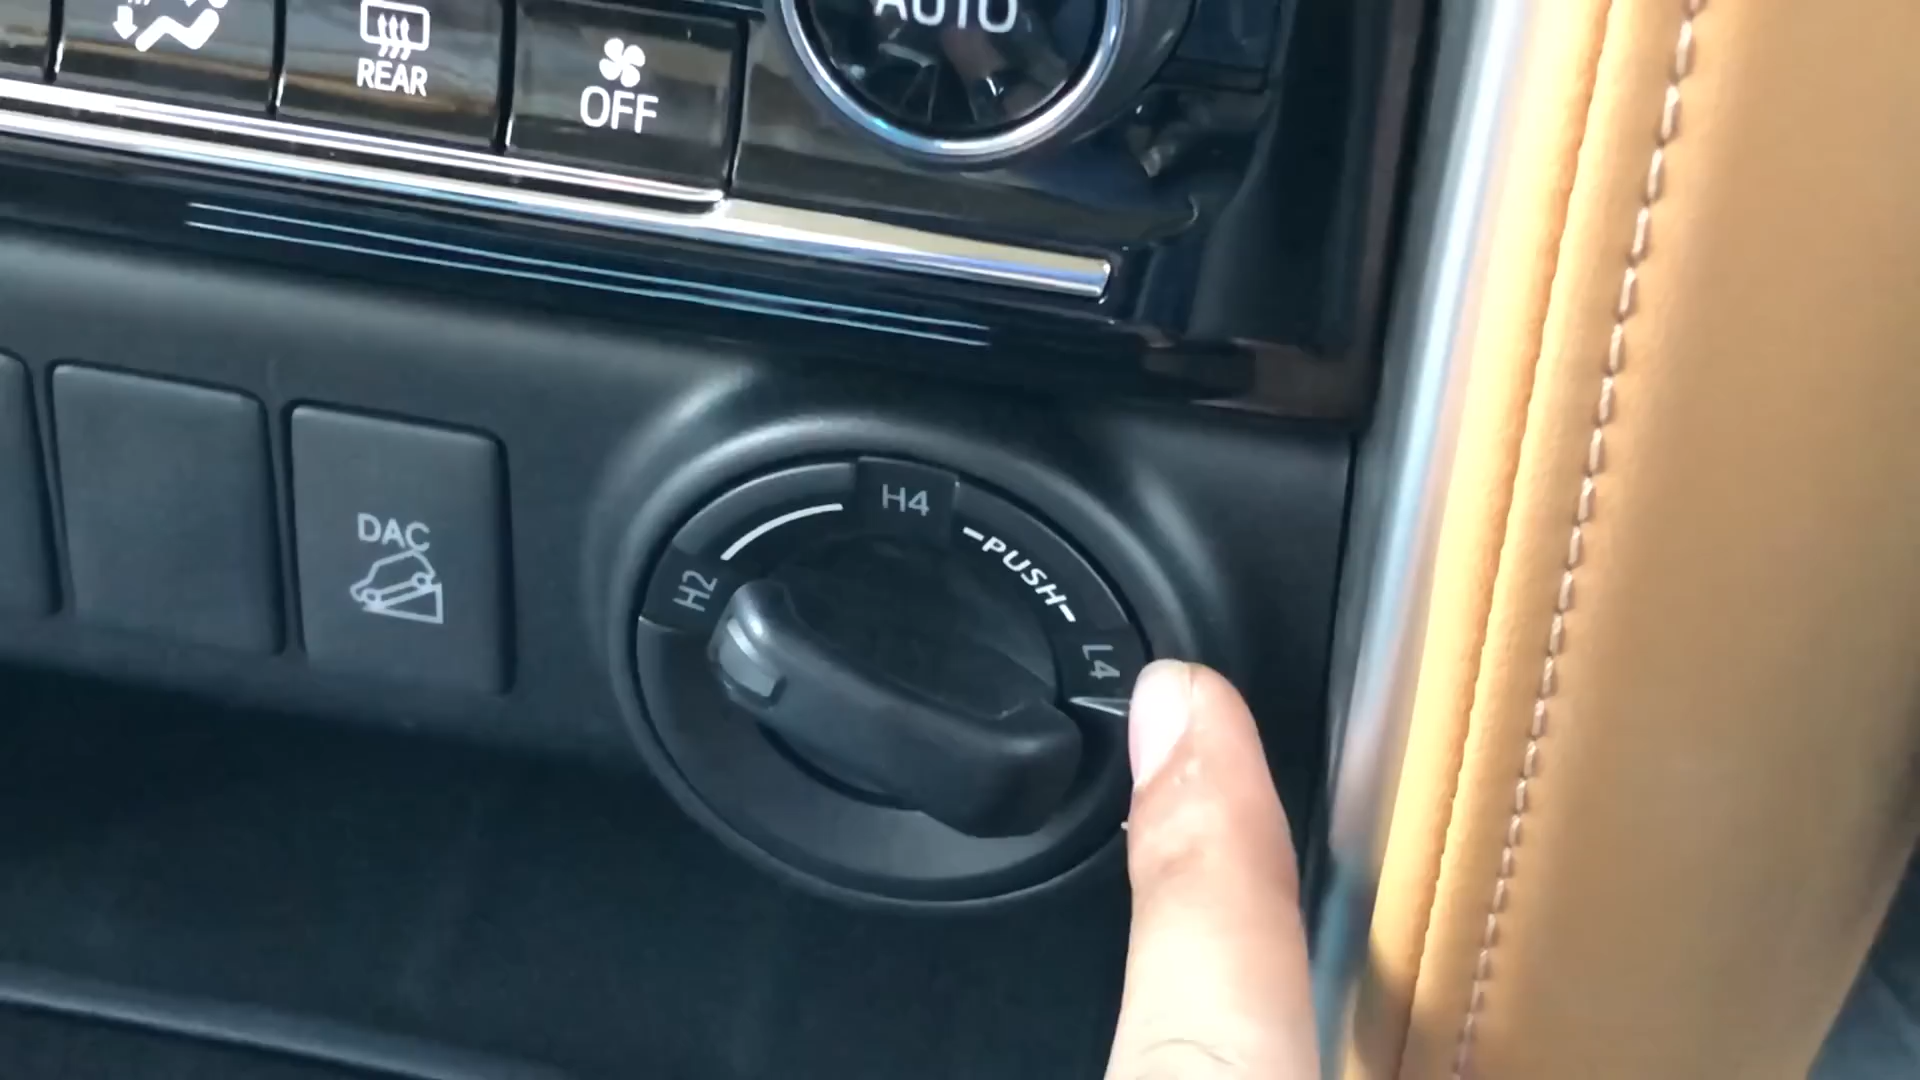 AUTO
REAR
OFF
H4
-PUSH-
H2
L4
DAC